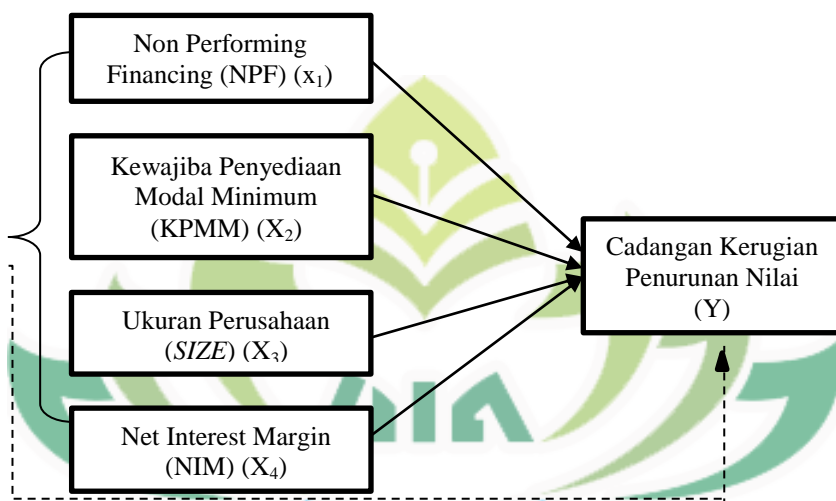 Non Performing
Financing (NPF) (x₁)
Kewajiba Penyediaan
Modal Minimum
(KPMM) (X₂)
Ukuran Perusahaan
(SIZE) (X₃)
Net Interest Margin
(NIM) (X₄)
Cadangan Kerugian
Penurunan Nilai
(Y)